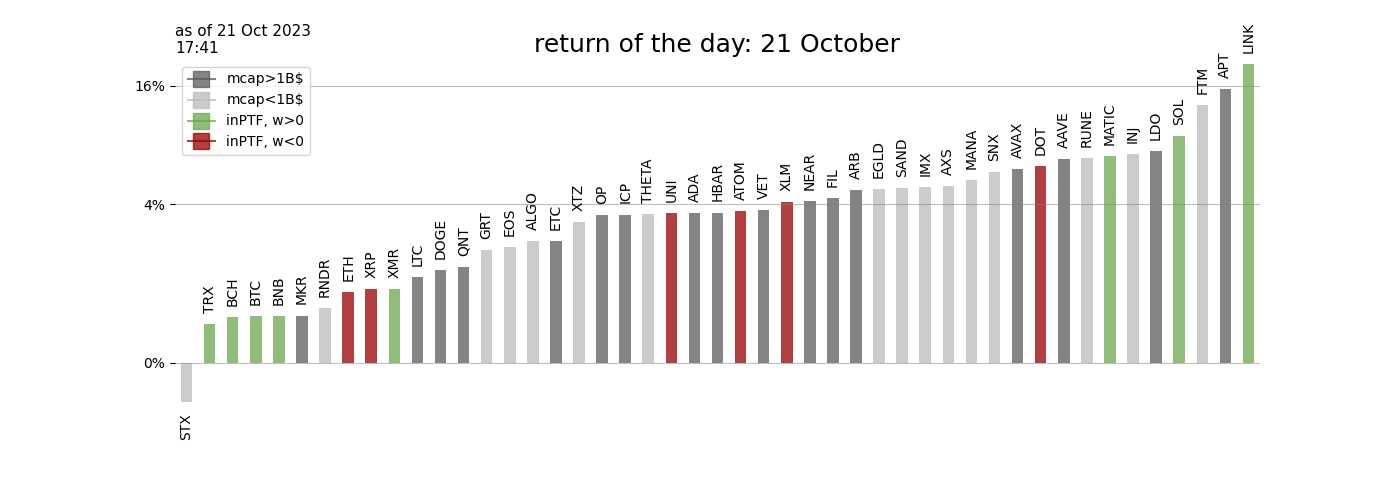 as of 21 Oct 2023
17:41
return of the day: 21 October
mcap>1B$
mcap<1B$
inPTF, w>0
inPTF, w<0
16%
4%
0%
STX
TRX
BCH
BTC
BNB
MKR
RNDR
ETH
XRP
XMR
LTC
DOGE
QNT
GRT
EOS
ALGO
ETC
XTZ
OP
ICP
THETA
UNI
ADA
HBAR
ATOM
VET
XLM
NEAR
FIL
ARB
EGLD
SAND
IMX
AXS
MANA
SNX
AVAX
DOT
AAVE
RUNE
MATIC
INJ
LDO
SOL
FTM
APT
LINK